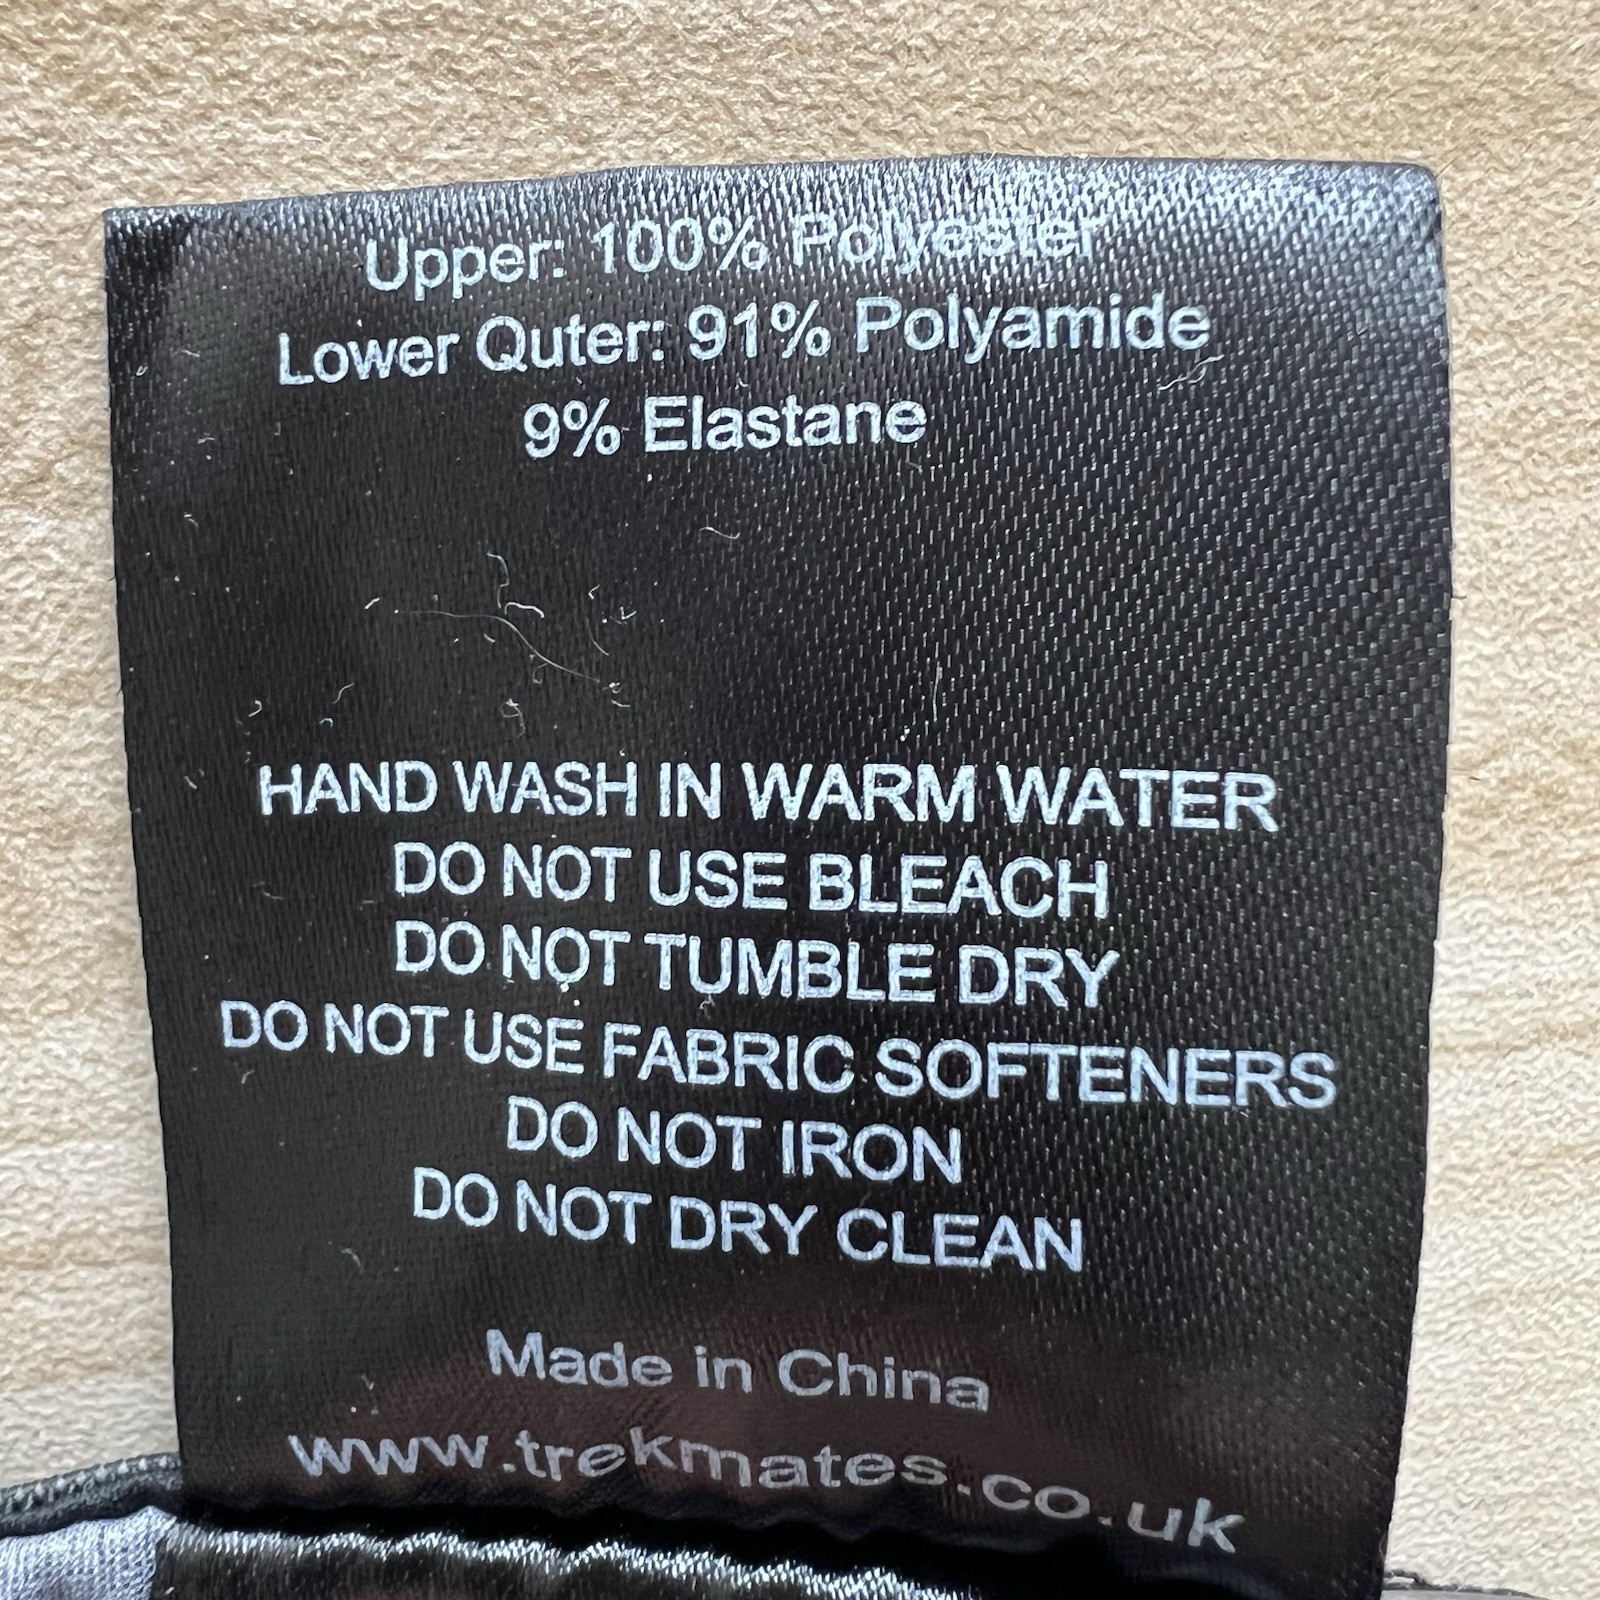 Upper: 100% Polyester
Lower Quter: 91% Polyamide
9% Elastane
HAND WASH IN WARM WATER
DO NOT USE BLEACH
DO NOT TUMBLE DRY
DO NOT USE FABRIC SOFTENERS
DO NOT IRON
DO NOT DRY CLEAN
Made in China
www.trekmates.co.uk